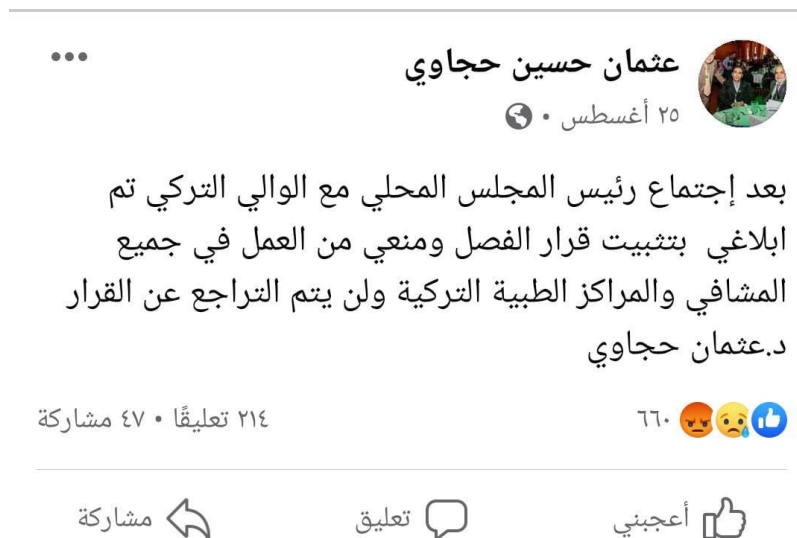 عثمان حسين حجاوي
٢٥ أغسطس •
بعد إجتماع رئيس المجلس المحلي مع الوالي التركي تم
ابلاغي بتثبيت قرار الفصل ومنعي من العمل في جميع
المشافي والمراكز الطبية التركية ولن يتم التراجع عن القرار
د.عثمان حجاوي
٦٦٠
٢١٤ تعليقًا • ٤٧ مشاركة
أعجبني
تعليق
مشاركة